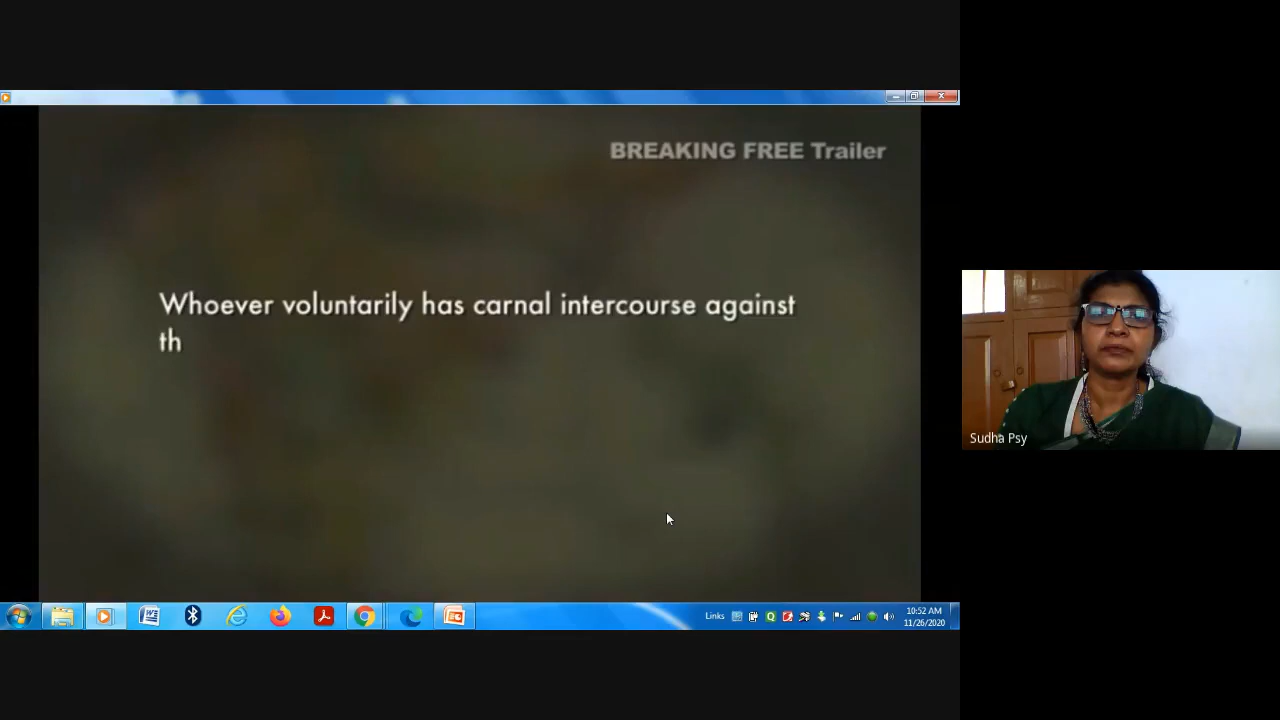 BREAKING FREE Trailer
Whoever voluntarily has carnal intercourse against
th
Sudha Psy
Links
10:52 AM
11/26/2020